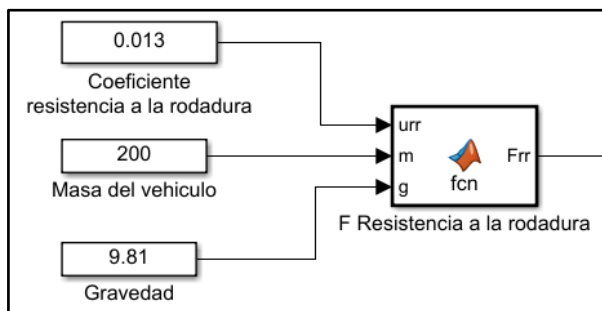 0.013
Coeficiente
resistencia a la rodadura
200
Masa del vehiculo
9.81
Gravedad
urr
m
g
fcn
Frr
F Resistencia a la rodadura